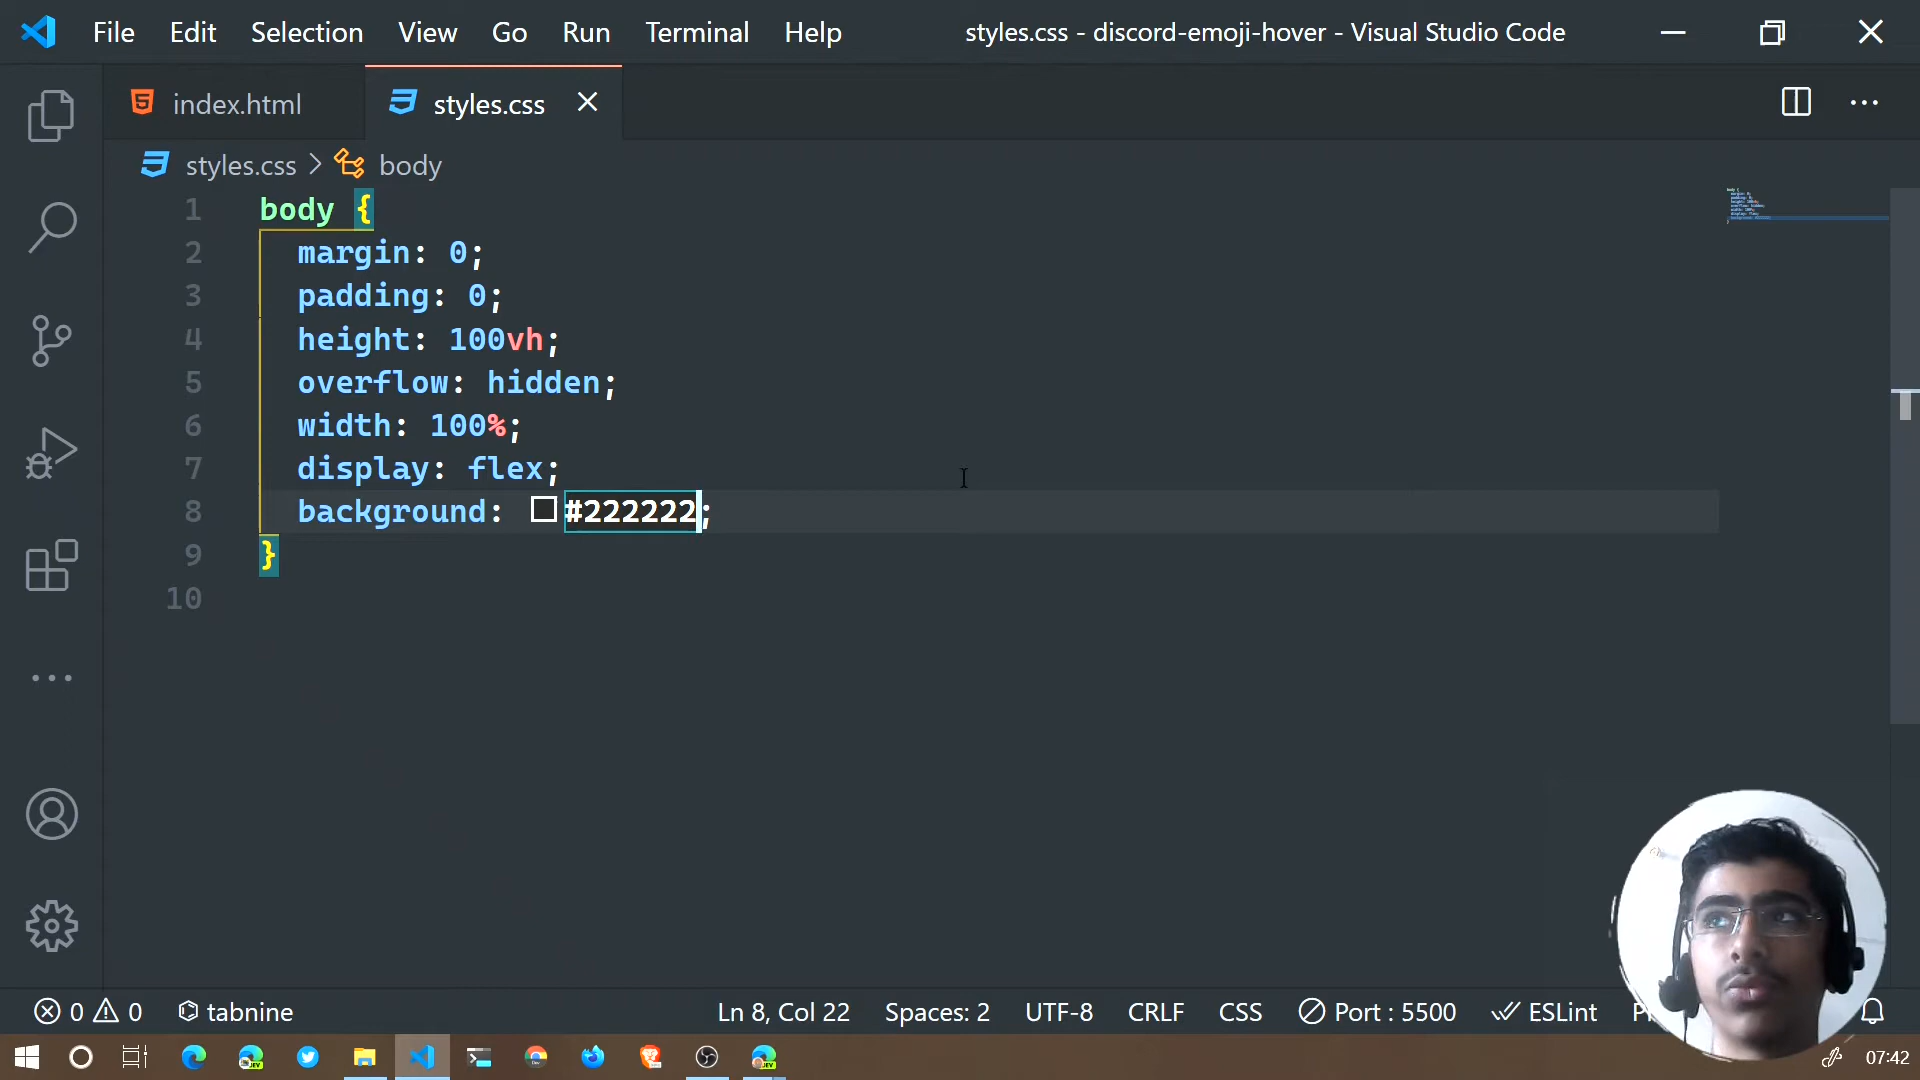 File Edit Selection View Go Run Terminal Help styles.css - discord-emoji-hover - Visual Studio Code
index.html styles.css
styles.css > body
1 body {
2 margin: 0;
3 padding: 0;
4 height: 100vh;
5 overflow: hidden;
6 width: 100%;
7 display: flex;
8 background: #222222;
9 }
10
0 0 tabnine Ln 8, Col 22 Spaces: 2 UTF-8 CRLF CSS Port : 5500 ESLint
07:42